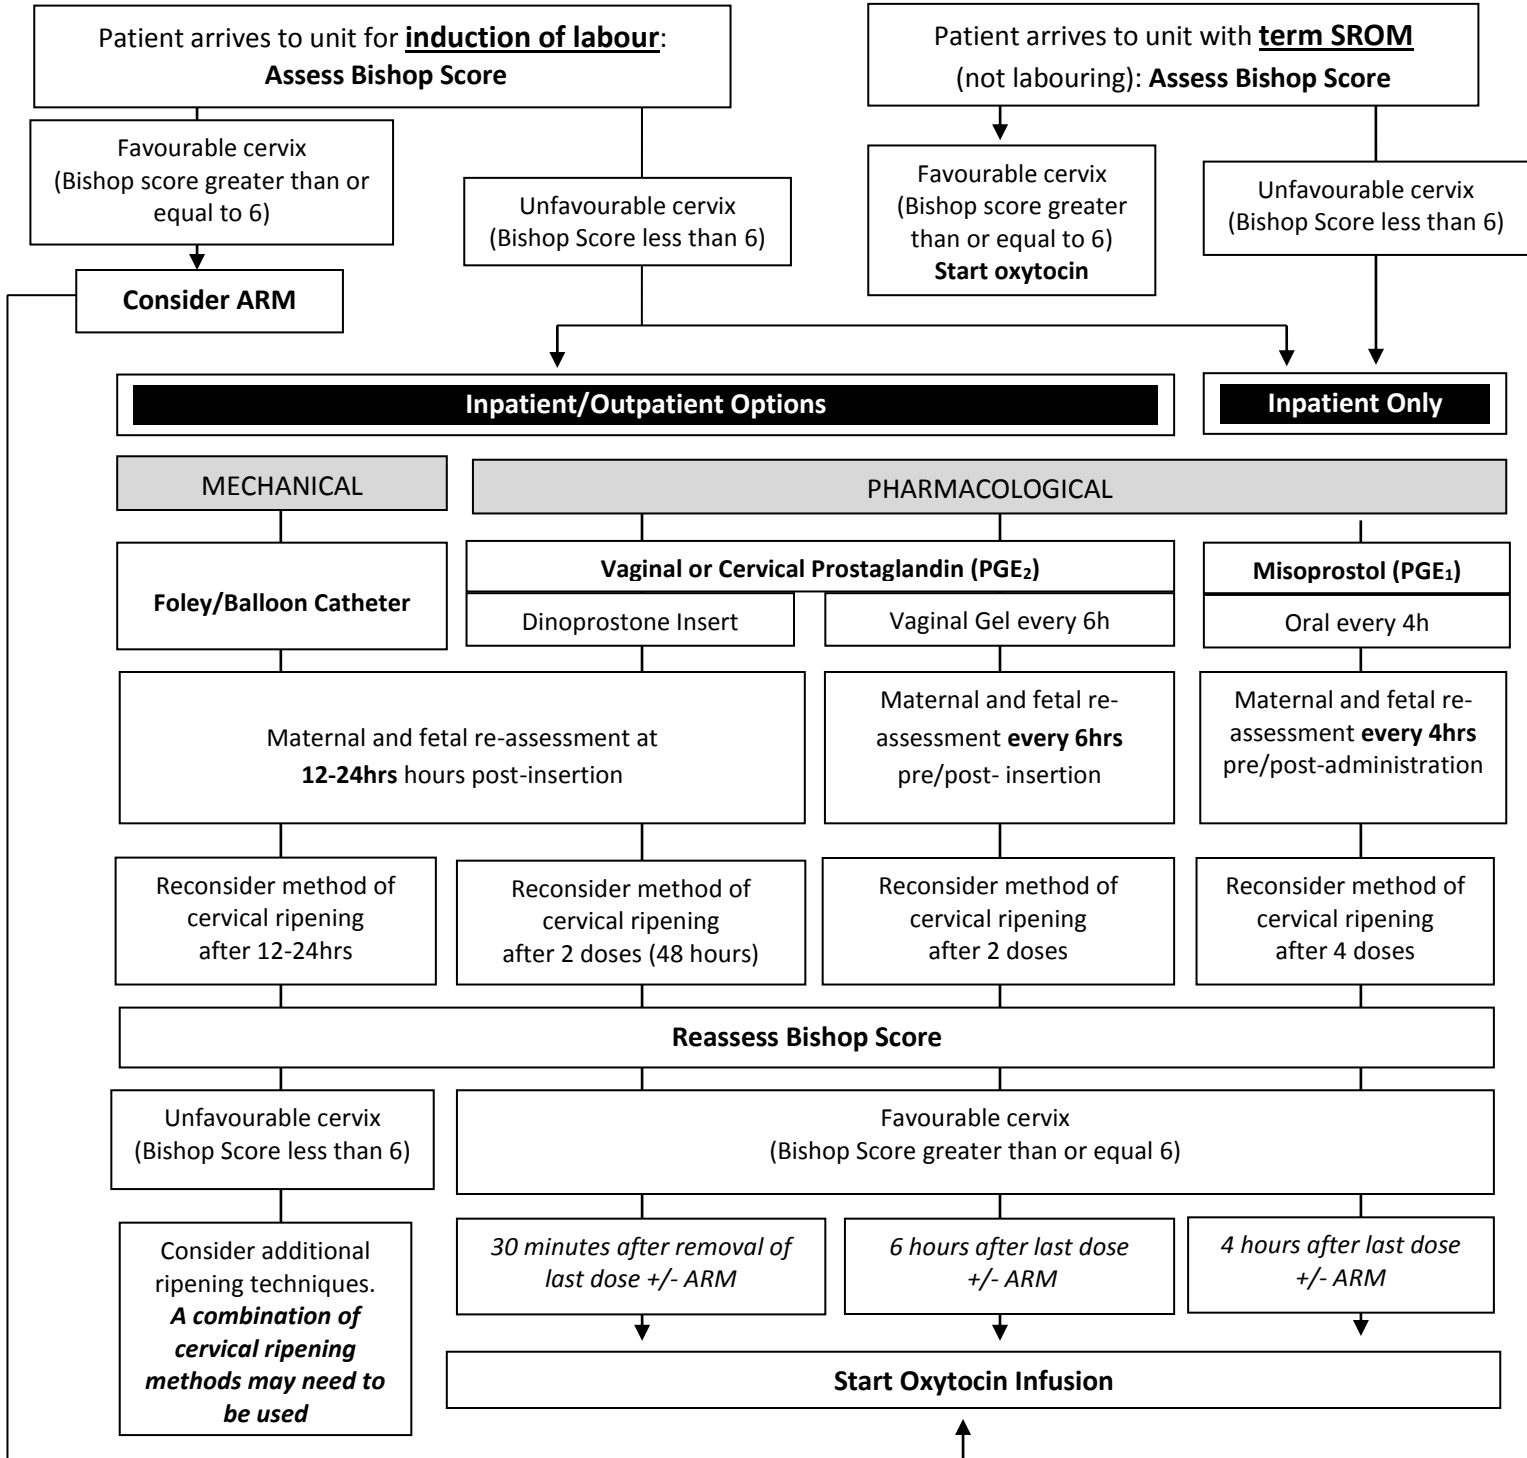 Patient arrives to unit for induction of labour:
Assess Bishop Score
Patient arrives to unit with term SROM
(not labouring): Assess Bishop Score
Favourable cervix
(Bishop score greater than or
equal to 6)
Unfavourable cervix
(Bishop Score less than 6)
Favourable cervix
(Bishop score greater
than or equal to 6)
Start oxytocin
Unfavourable cervix
(Bishop Score less than 6)
Consider ARM
Inpatient/Outpatient Options
Inpatient Only
MECHANICAL
PHARMACOLOGICAL
Foley/Balloon Catheter
Vaginal or Cervical Prostaglandin (PGE₂)
Dinoprostone Insert
Vaginal Gel every 6h
Misoprostol (PGE₁)
Oral every 4h
Maternal and fetal re-assessment at
12-24hrs hours post-insertion
Maternal and fetal re-
assessment every 6hrs
pre/post- insertion
Maternal and fetal re-
assessment every 4hrs
pre/post-administration
Reconsider method of
cervical ripening
after 12-24hrs
Reconsider method of
cervical ripening
after 2 doses (48 hours)
Reconsider method of
cervical ripening
after 2 doses
Reconsider method of
cervical ripening
after 4 doses
Reassess Bishop Score
Unfavourable cervix
(Bishop Score less than 6)
Favourable cervix
(Bishop Score greater than or equal 6)
Consider additional
ripening techniques.
A combination of
cervical ripening
methods may need to
be used
30 minutes after removal of
last dose +/- ARM
6 hours after last dose
+/- ARM
4 hours after last dose
+/- ARM
Start Oxytocin Infusion